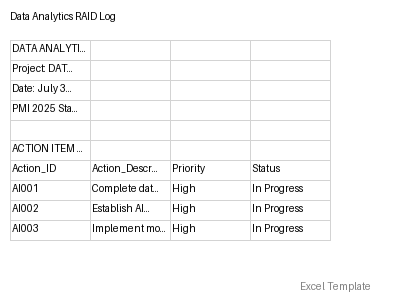 Data Analytics RAID Log
DATA ANALYTI...
Project: DAT...
Date: July 3...
PMI 2025 Sta...
ACTION ITEM ...
Action_ID Action_Descr... Priority Status
AI001 Complete dat... High In Progress
AI002 Establish AI... High In Progress
AI003 Implement mo... High In Progress
Excel Template